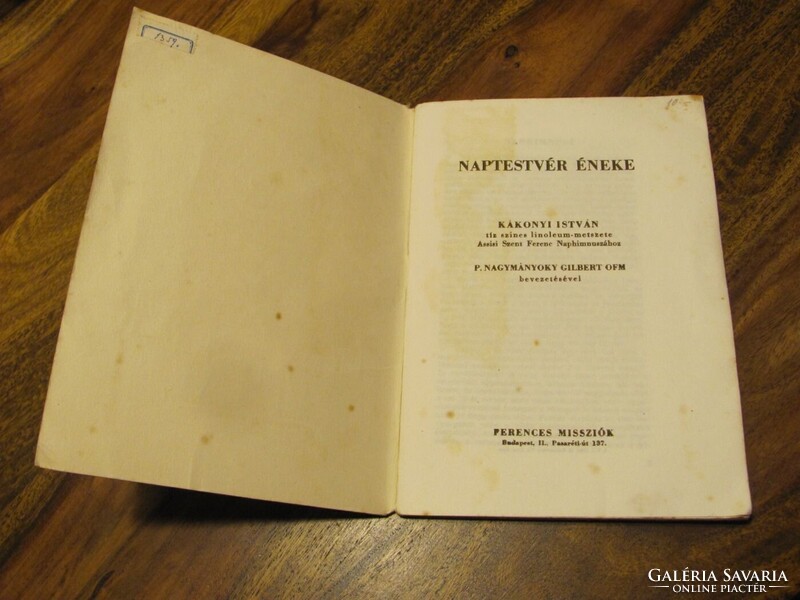 1319.
NAPTESTVÉR ÉNEKE
KÁKONYI ISTVÁN
tíz színes linoleum-metszete
Assisi Szent Ferenc Naphimnuszához
P. NAGYMÁNYOKY GILBERT OFM
bevezetésével
FERENCES MISSZIÓK
Budapest, II., Pasaréti-út 137.
GALÉRIA SAVARIA
ONLINE PIACTÉR